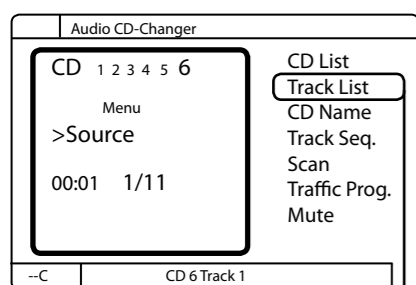 Audio CD-Changer
CD 1 2 3 4 5 6
Menu
>Source
00:01 1/11
CD List
Track List
CD Name
Track Seq.
Scan
Traffic Prog.
Mute
--C
CD 6 Track 1